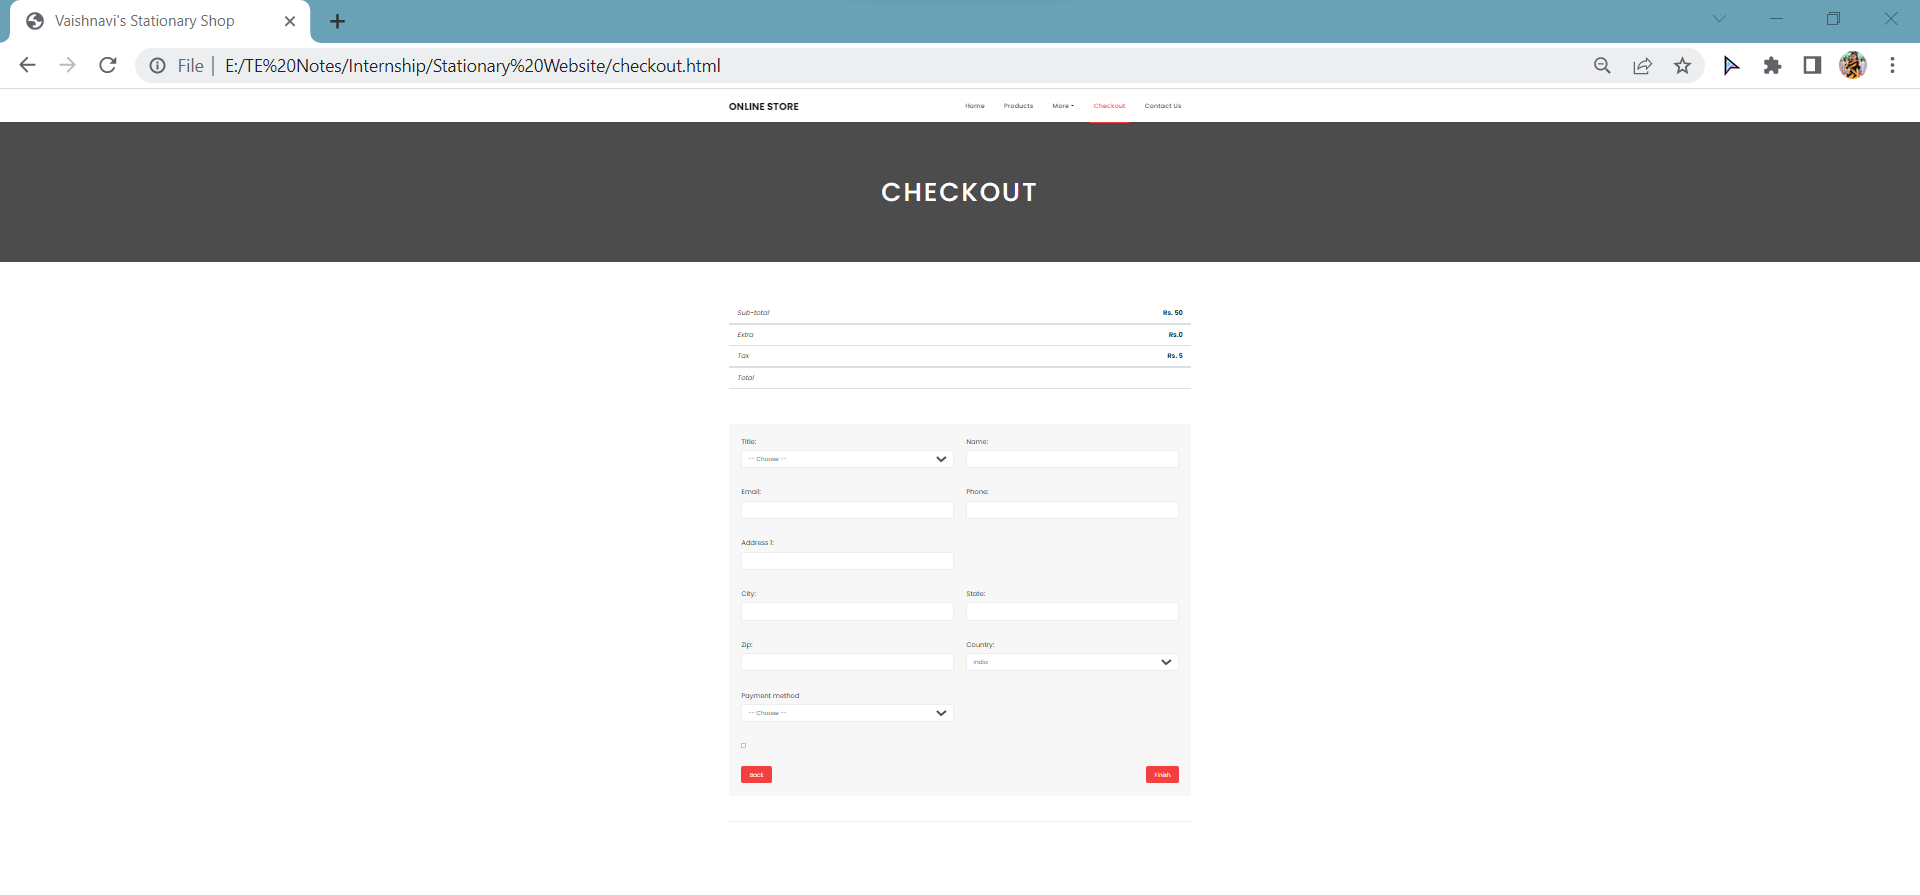 Vaishnavi's Stationary Shop
File | E:/TE%20Notes/Internship/Stationary%20Website/checkout.html
ONLINE STORE Home Products More Checkout Contact Us
CHECKOUT
Sub-total Rs. 50
Extra Rs.0
Tax Rs. 5
Total
Title: Name:
-- Choose --
Email: Phone:
Address 1:
City: State:
Zip: Country:
India
Payment method
-- Choose --
Back Finish